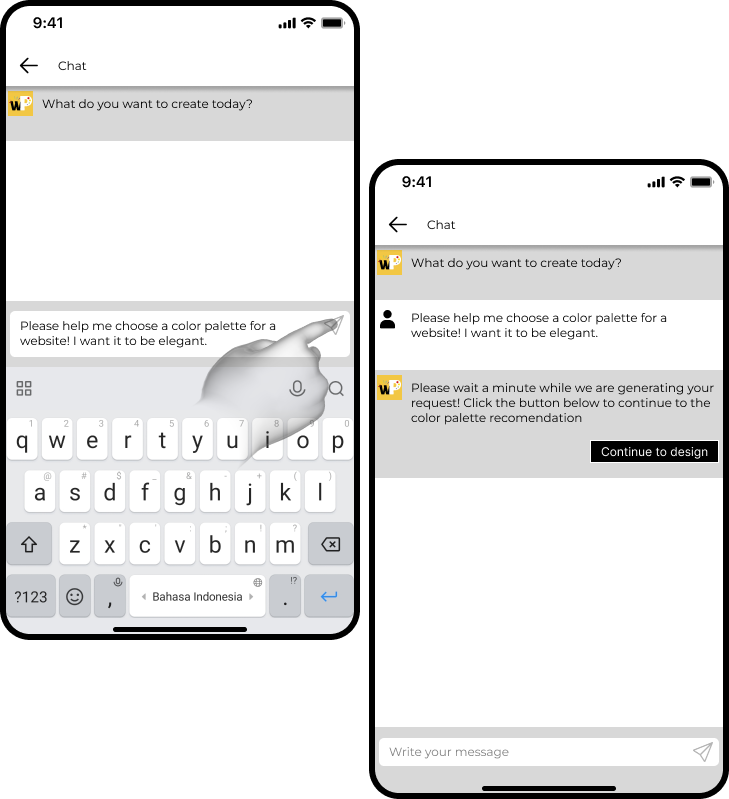 9:41
Chat
WP
What do you want to create today?
Please help me choose a color palette for a
website! I want it to be elegant.
1 2 3 4 5 6 7 8 9 0
q w e r t y u i o p
@ # $ _ & - + ( )
a s d f g h j k l
* " ' : ; ! ?
z x c v b n m
!?
?123 , Bahasa Indonesia .
9:41
Chat
WP
What do you want to create today?
Please help me choose a color palette for a
website! I want it to be elegant.
WP
Please wait a minute while we are generating your
request! Click the button below to continue to the
color palette recomendation
Continue to design
Write your message